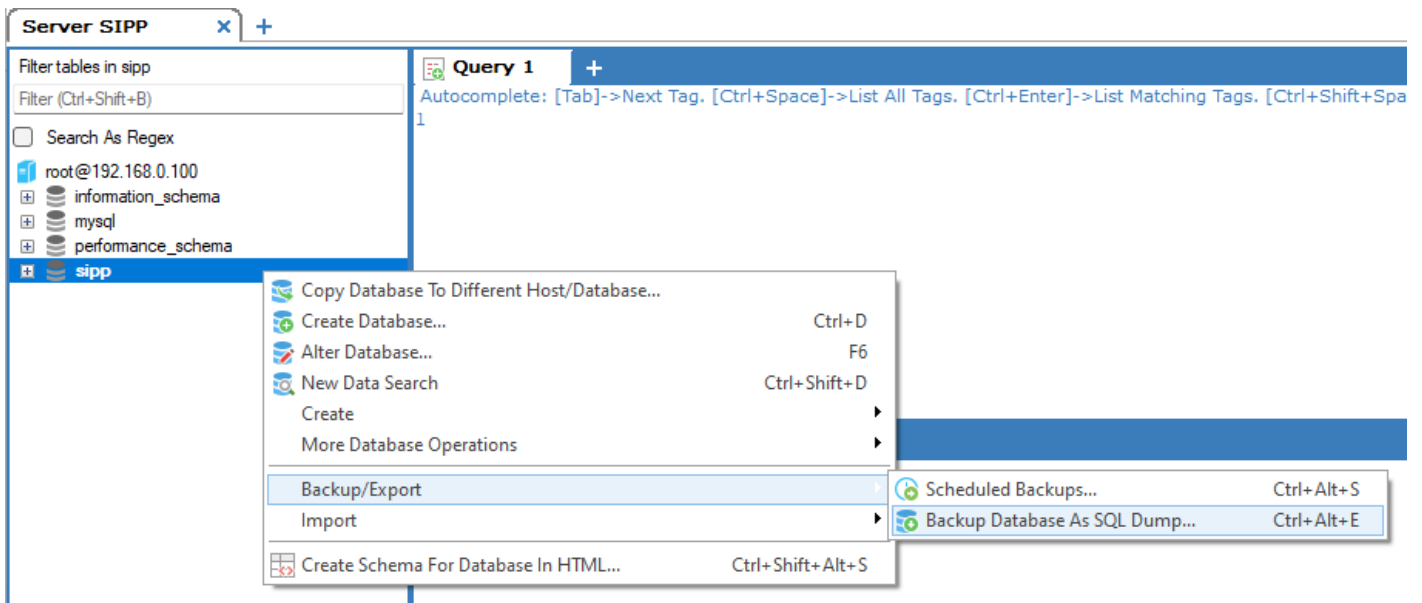 Server SIPP
Filter tables in sipp
Filter (Ctrl+Shift+B)
Search As Regex
root@192.168.0.100
information_schema
mysql
performance_schema
sipp
Query 1
Autocomplete: [Tab]->Next Tag. [Ctrl+Space]->List All Tags. [Ctrl+Enter]->List Matching Tags. [Ctrl+Shift+Spa
1
Copy Database To Different Host/Database...
Create Database... Ctrl+D
Alter Database... F6
New Data Search Ctrl+Shift+D
Create
More Database Operations
Backup/Export
Import
Create Schema For Database In HTML... Ctrl+Shift+Alt+S
Scheduled Backups... Ctrl+Alt+S
Backup Database As SQL Dump... Ctrl+Alt+E